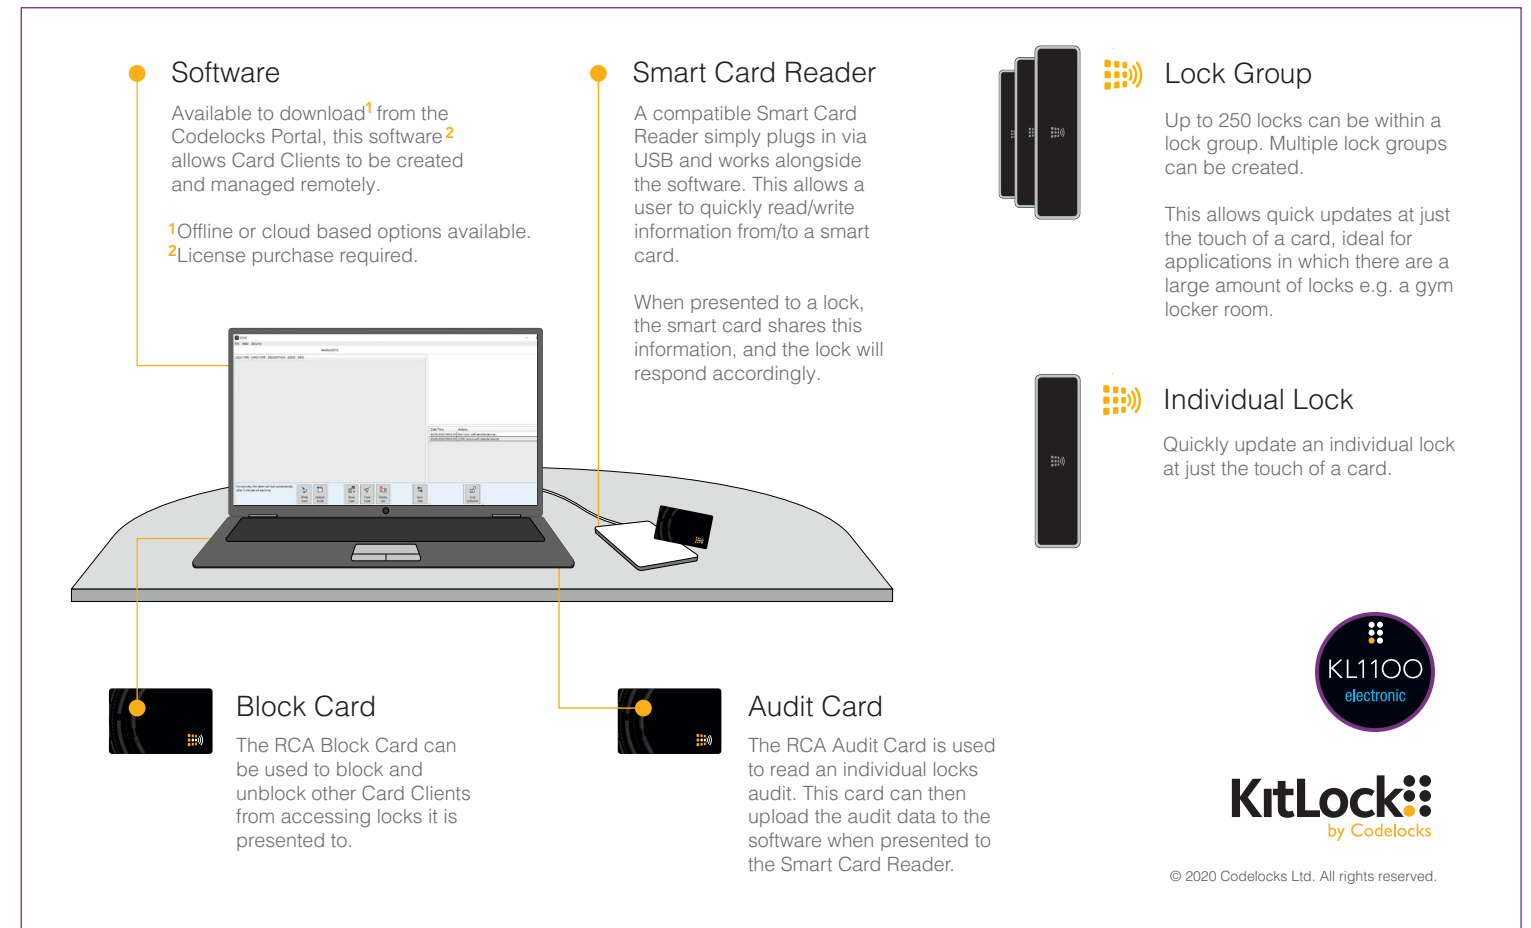 Software
Available to download1 from the
Codelocks Portal, this software 2
allows Card Clients to be created
and managed remotely.
1Offline or cloud based options available.
2License purchase required.
Smart Card Reader
A compatible Smart Card
Reader simply plugs in via
USB and works alongside
the software. This allows a
user to quickly read/write
information from/to a smart
card.
When presented to a lock,
the smart card shares this
information, and the lock will
respond accordingly.
Lock Group
Up to 250 locks can be within a
lock group. Multiple lock groups
can be created.
This allows quick updates at just
the touch of a card, ideal for
applications in which there are a
large amount of locks e.g. a gym
locker room.
Individual Lock
Quickly update an individual lock
at just the touch of a card.
Block Card
The RCA Block Card can
be used to block and
unblock other Card Clients
from accessing locks it is
presented to.
Audit Card
The RCA Audit Card is used
to read an individual locks
audit. This card can then
upload the audit data to the
software when presented to
the Smart Card Reader.
KL1100
electronic
KitLock
by Codelocks
© 2020 Codelocks Ltd. All rights reserved.